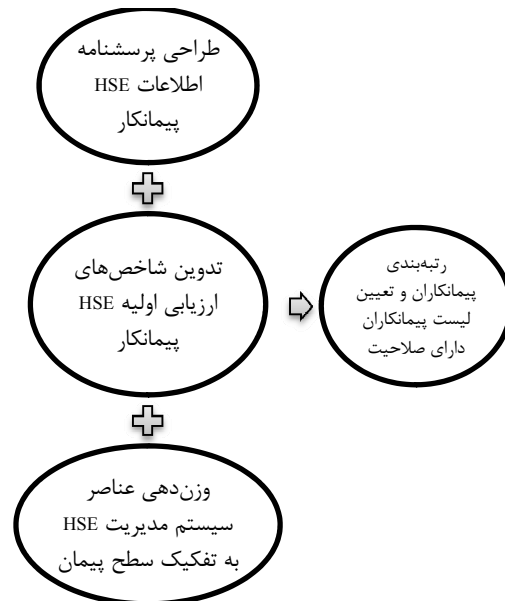 طراحی پرسشنامه
اطلاعات HSE
پیمانکار
تدوین شاخص‌های
ارزیابی اولیه HSE
پیمانکار
رتبه‌بندی
پیمانکاران و تعیین
لیست پیمانکاران
دارای صلاحیت
وزن‌دهی عناصر
سیستم مدیریت HSE
به تفکیک سطح پیمان